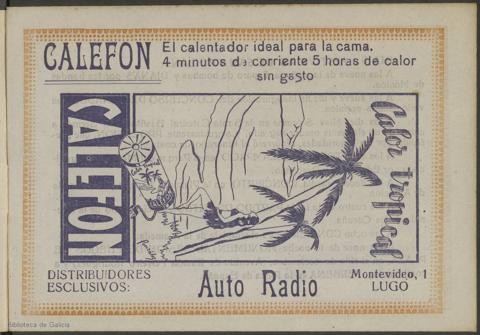 CALEFON
El calentador ideal para la cama.
4 minutos de corriente 5 horas de calor
sin gasto
CALEFON
Calor tropical
DISTRIBUIDORES
EXCLUSIVOS:
Auto Radio
Montevideo, 1
LUGO
Biblioteca de Galicia